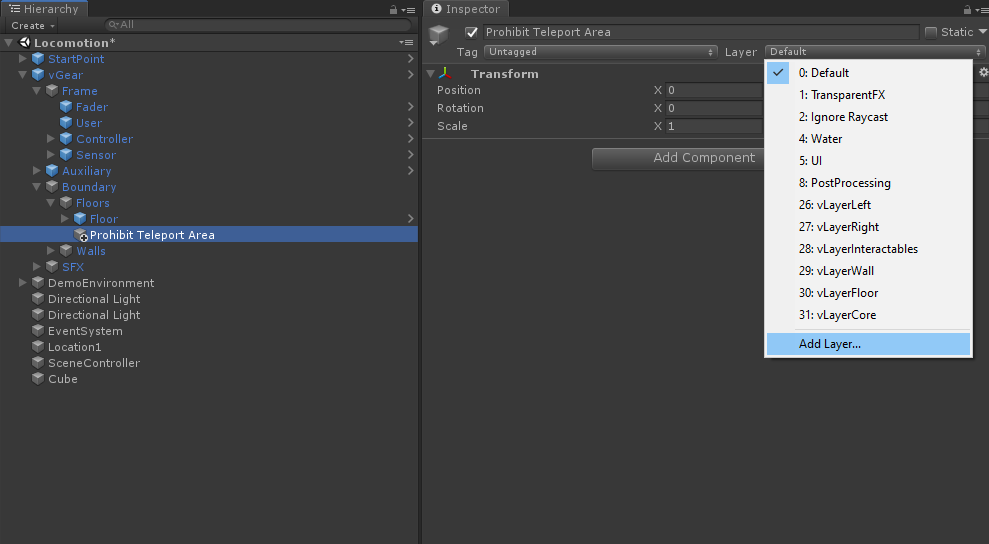 Hierarchy
Create
All
Locomotion*
StartPoint
vGear
Frame
Fader
User
Controller
Sensor
Auxiliary
Boundary
Floors
Floor
Prohibit Teleport Area
Walls
SFX
DemoEnvironment
Directional Light
Directional Light
EventSystem
Location1
SceneController
Cube
Inspector
Prohibit Teleport Area Static
Tag Untagged Layer Default
Transform
Position X 0
Rotation X 0
Scale X 1
Add Component
0: Default
1: TransparentFX
2: Ignore Raycast
4: Water
5: UI
8: PostProcessing
26: vLayerLeft
27: vLayerRight
28: vLayerInteractables
29: vLayerWall
30: vLayerFloor
31: vLayerCore
Add Layer...